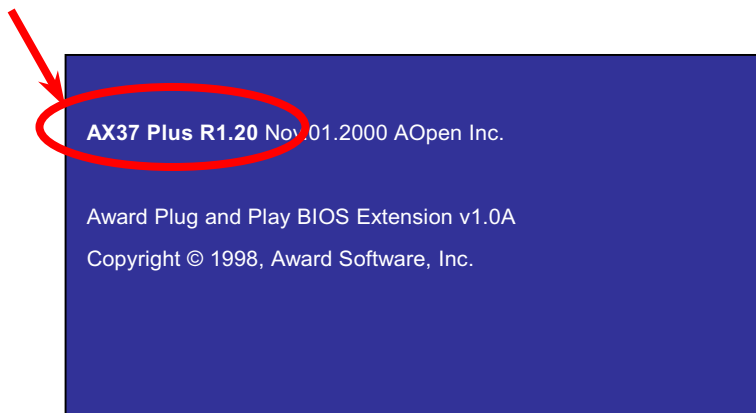 AX37 Plus R1.20 Nov.01.2000 AOpen Inc.
Award Plug and Play BIOS Extension v1.0A
Copyright © 1998, Award Software, Inc.